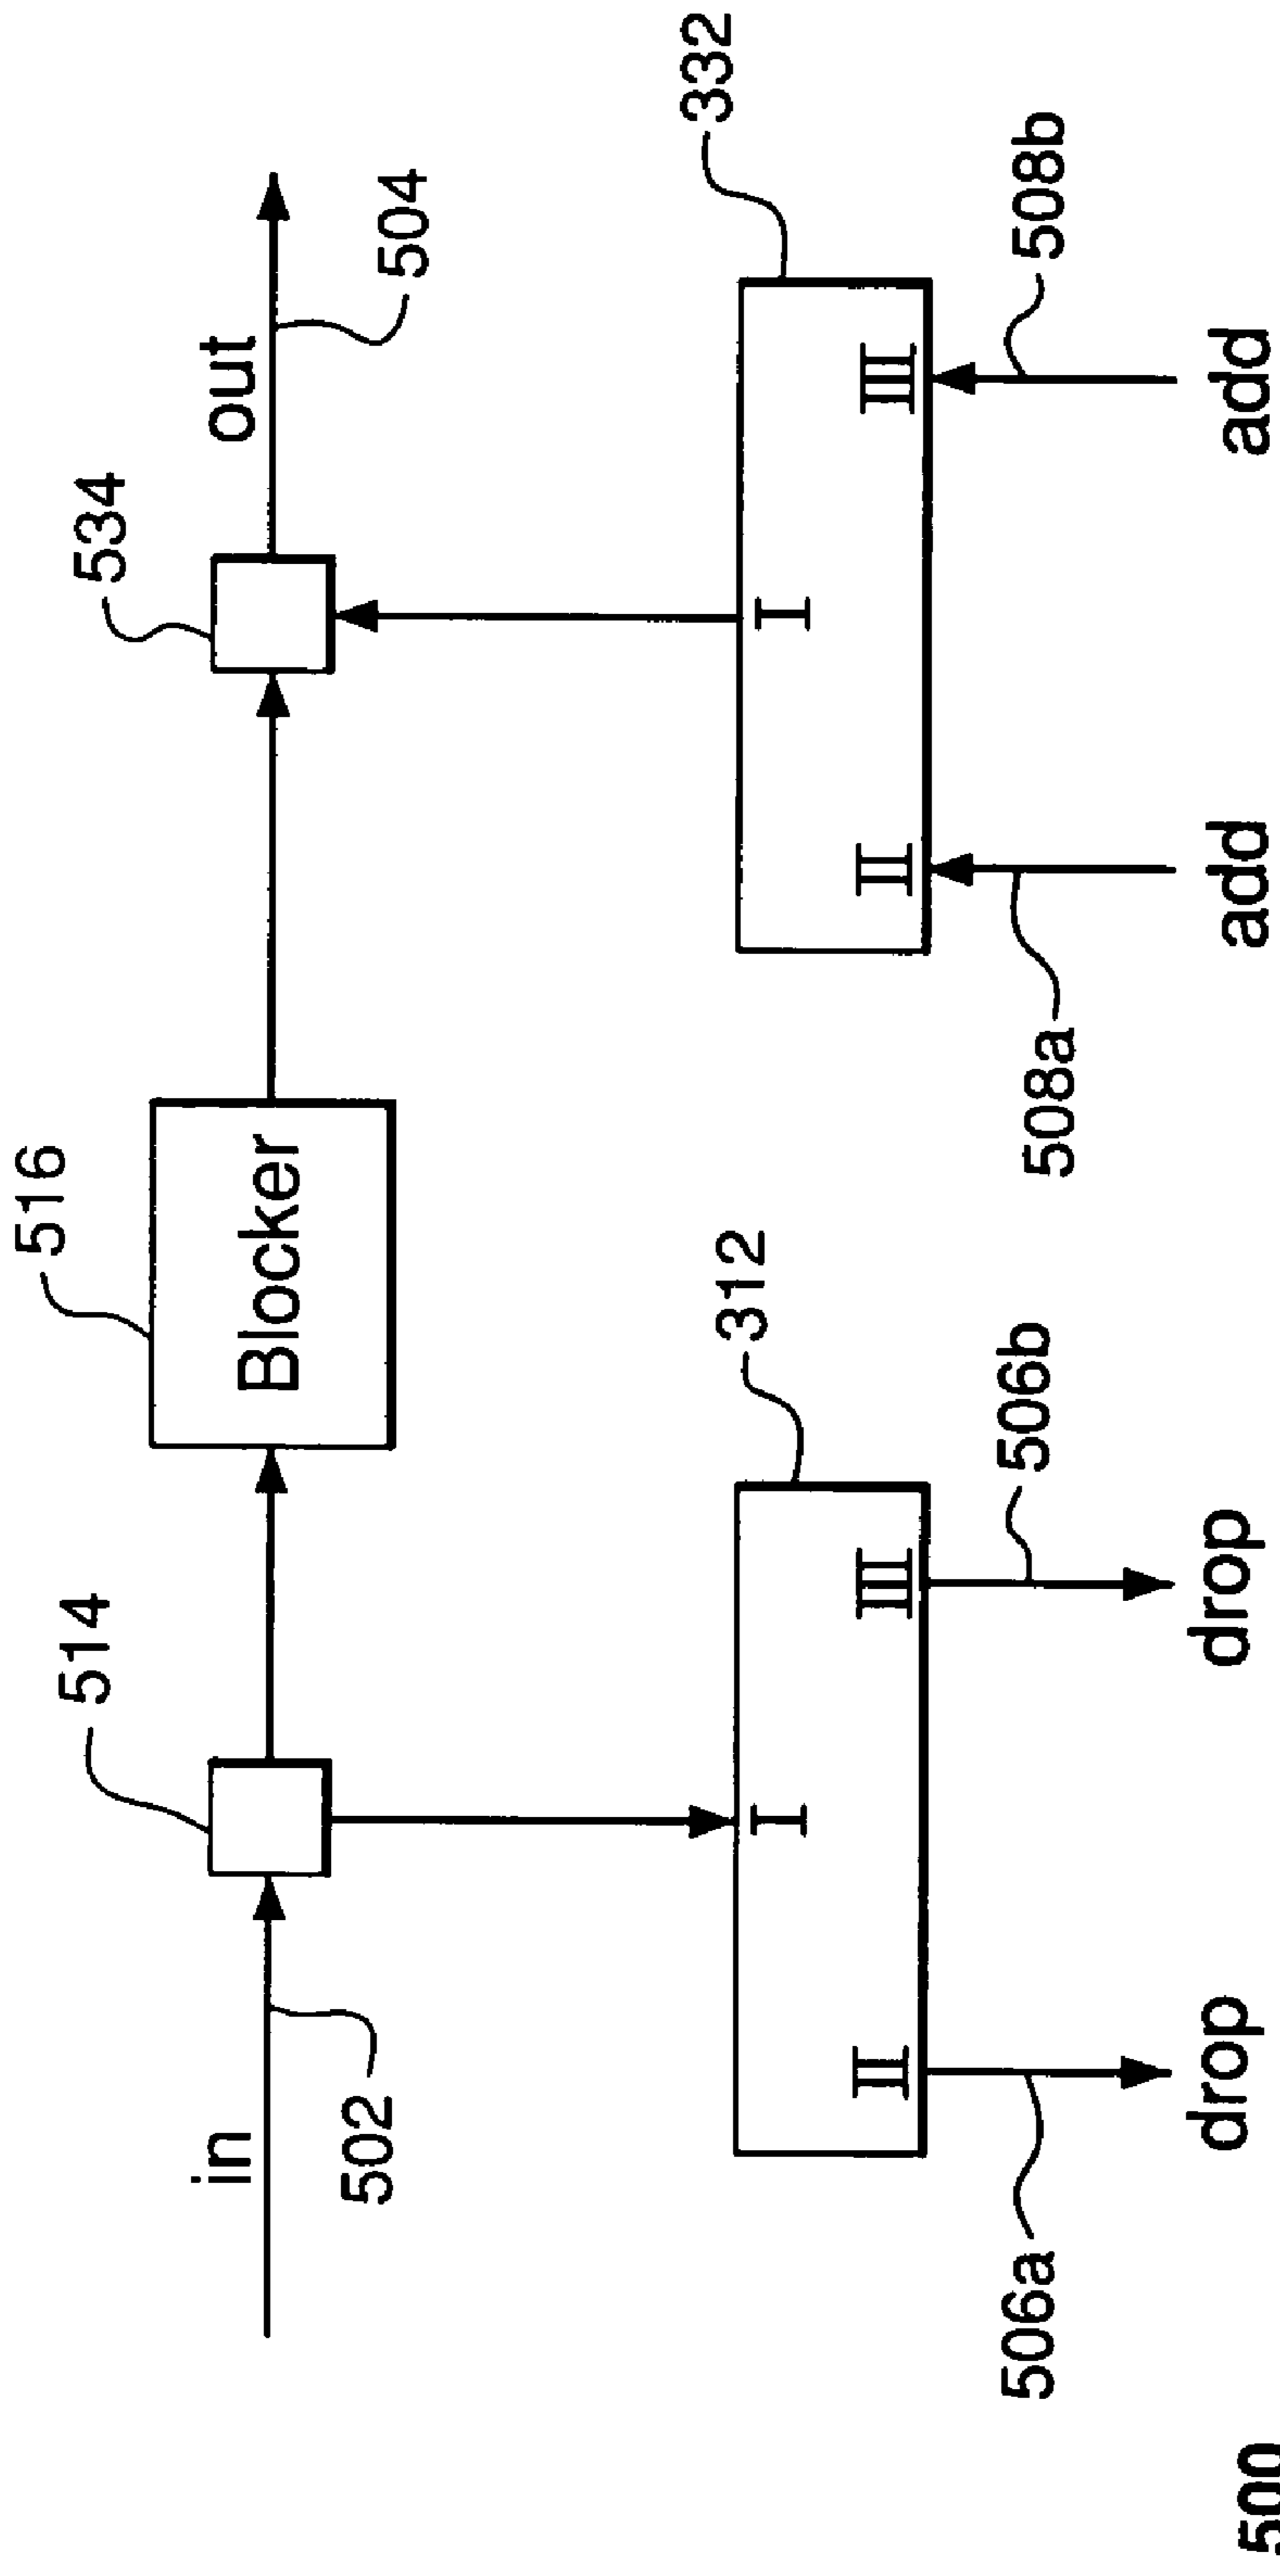 516
534
332
514
out
in
Blocker
504
502
312
I
I
II
III
II
III
508b
506b
508a
506a
drop
drop
add
add
500